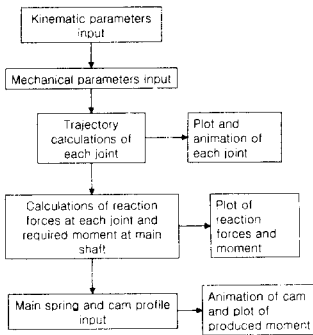 Kinematic parameters
input
Mechanical parameters input
Trajectory
calculations of
each joint
Plot and
animation of
each joint
Calculations of reaction
forces at each joint and
required moment at main
shaft
Plot of
reaction
forces and
moment
Main spring and cam profile
input
Animation of cam
and plot of
produced moment